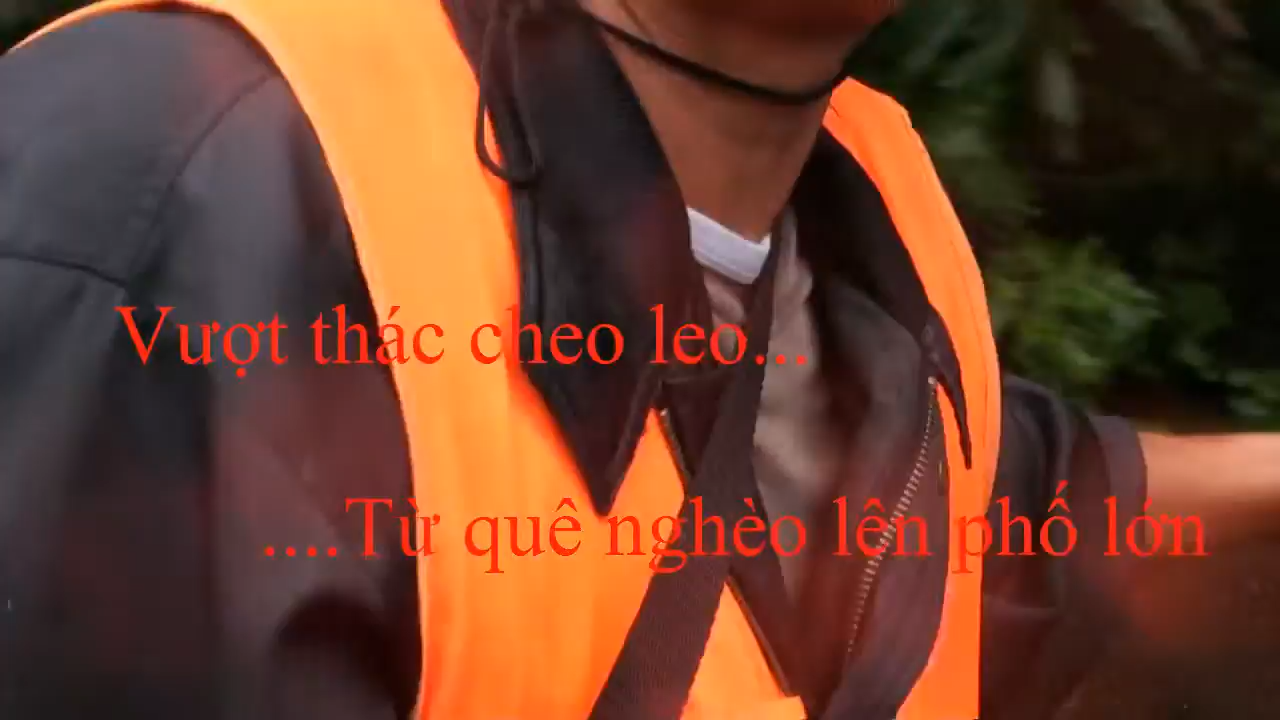 Vượt thác cheo leo...
....Từ quê nghèo lên phố lớn